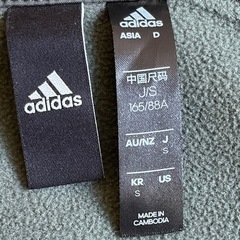 adidas
adidas
ASIA D
中国尺码
J/S
165/88A
AU/NZ J
S S
KR US
S S
MADE IN
CAMBODIA